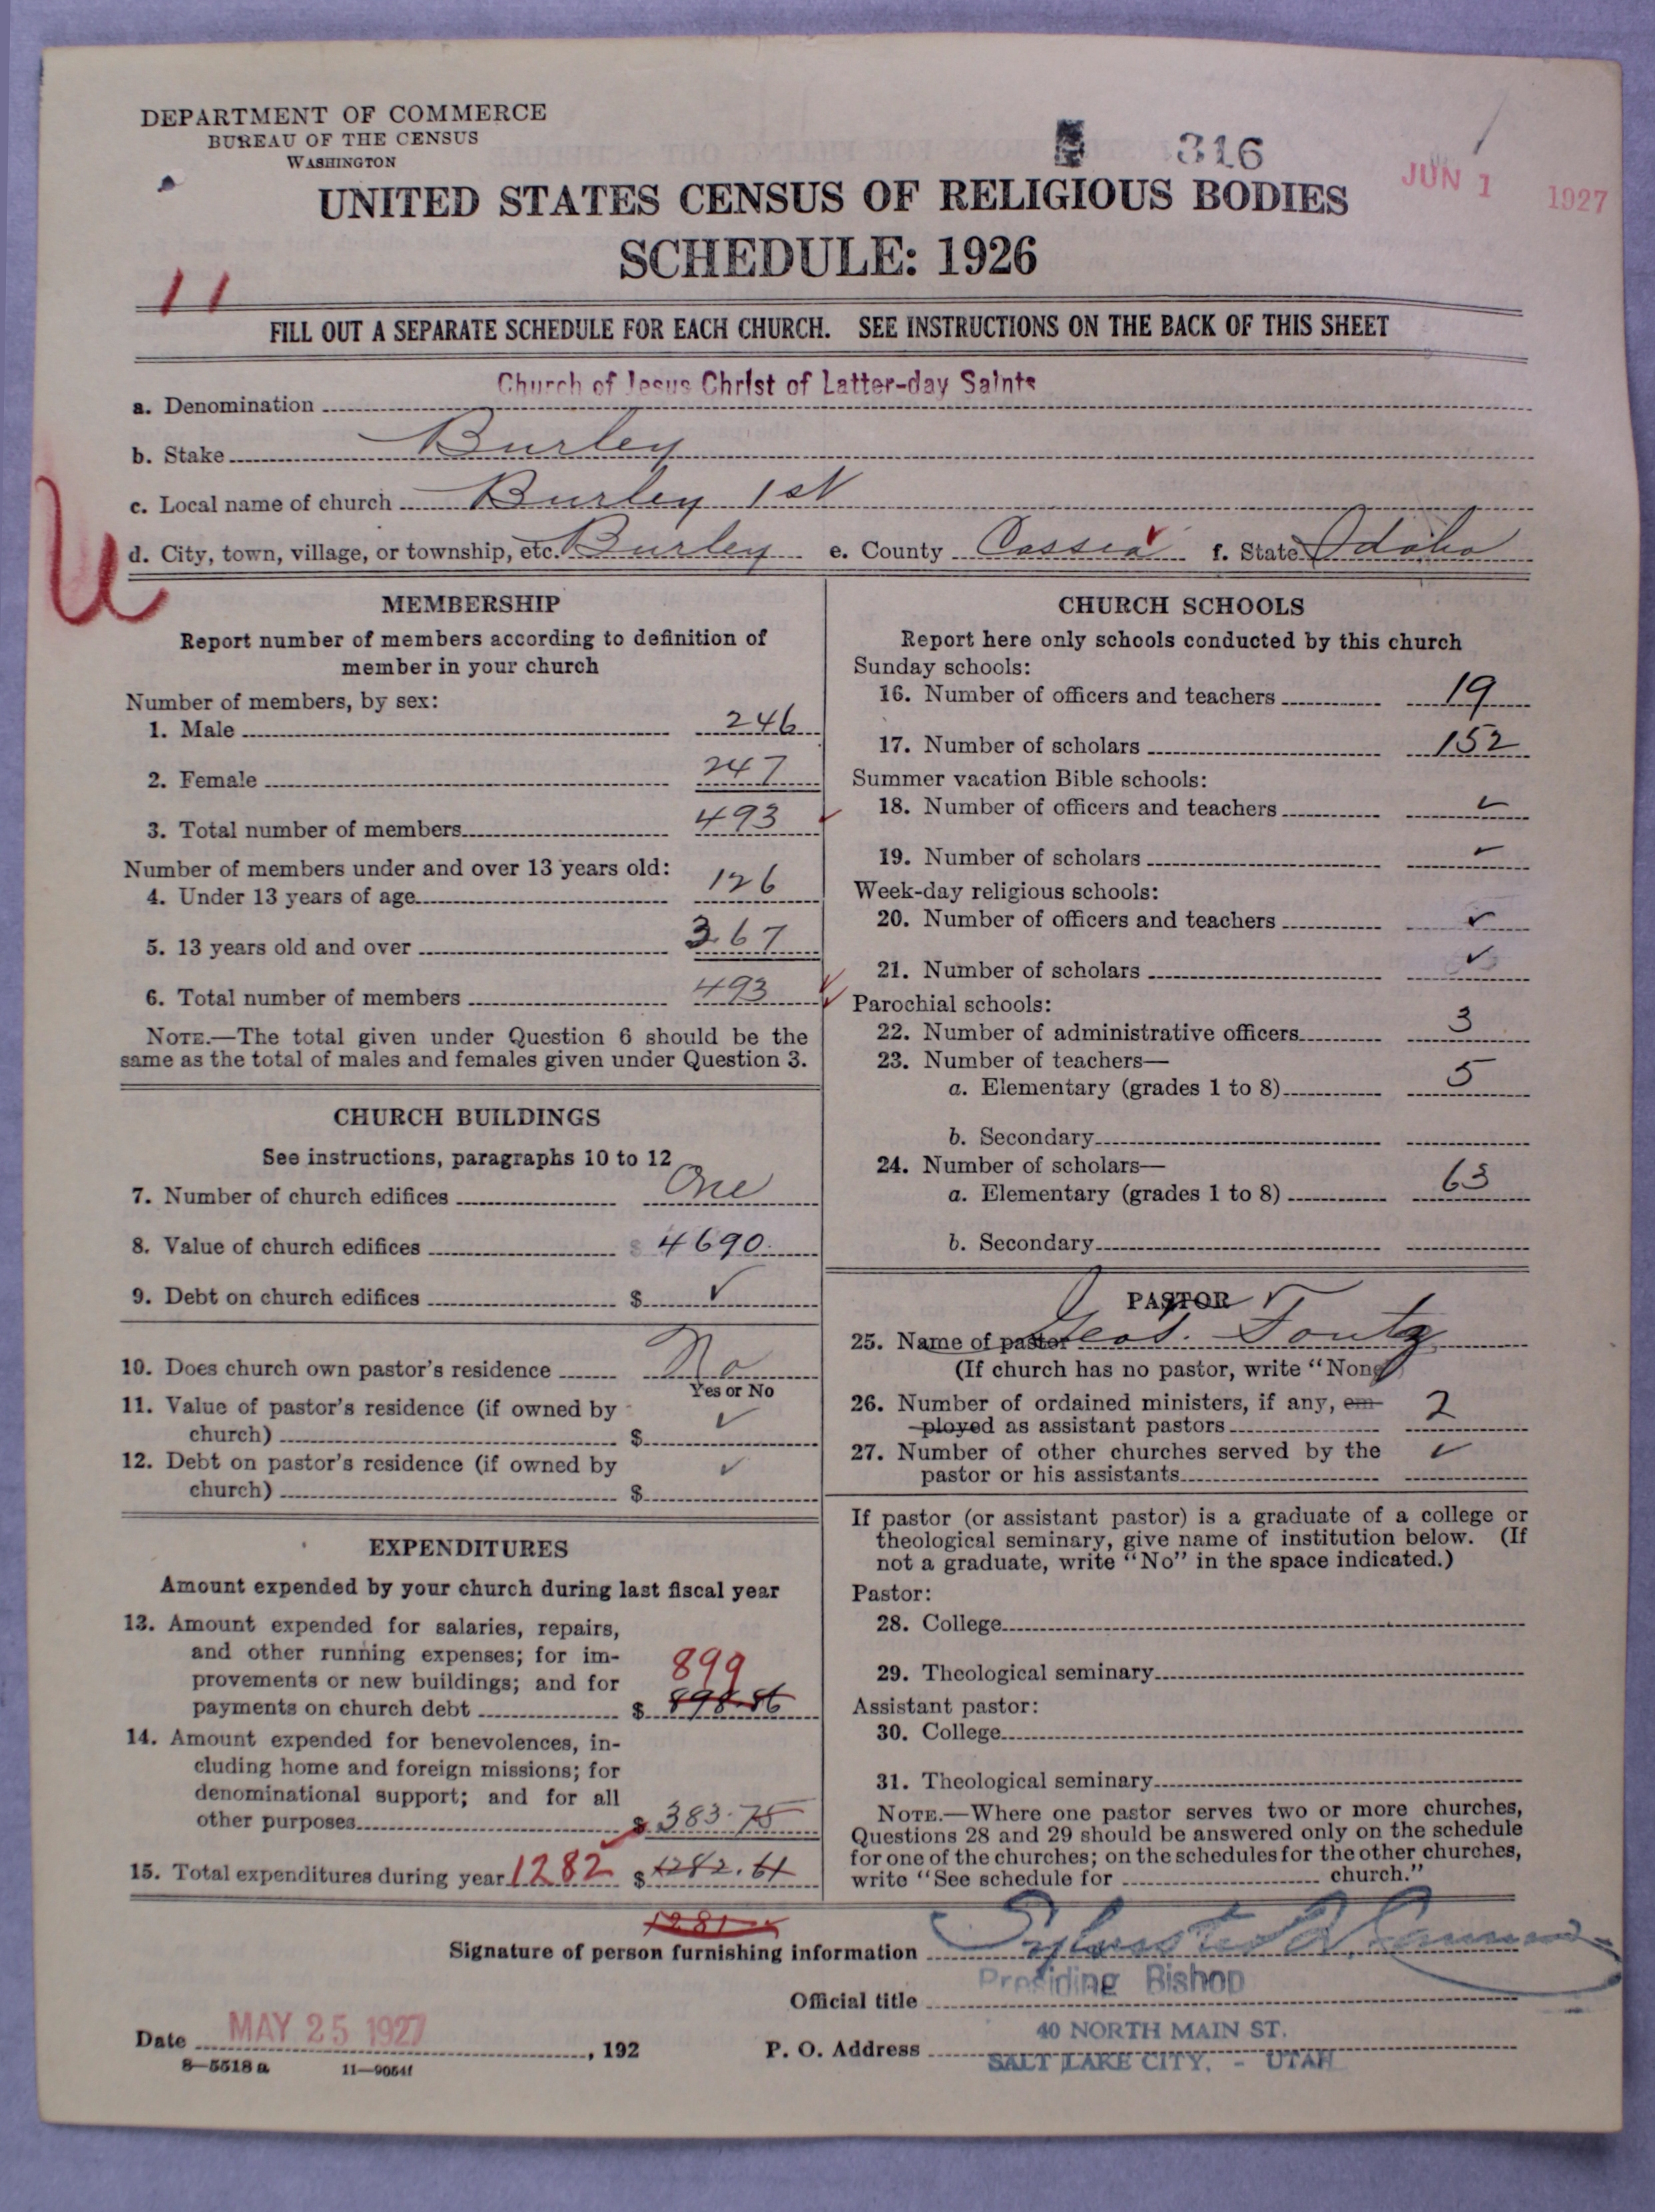 DEPARTMENT OF COMMERCE
BUREAU OF THE CENSUS
WASHINGTON
316
JUN 1 1927
UNITED STATES CENSUS OF RELIGIOUS BODIES
SCHEDULE: 1926
11
FILL OUT A SEPARATE SCHEDULE FOR EACH CHURCH. SEE INSTRUCTIONS ON THE BACK OF THIS SHEET
a. Denomination Church of Jesus Christ of Latter-day Saints
b. Stake Burley
c. Local name of church Burley 1st
d. City, town, village, or township, etc. Burley e. County Cassia f. State Idaho
U
MEMBERSHIP
Report number of members according to definition of
member in your church
Number of members, by sex:
1. Male 246
2. Female 247
3. Total number of members 493
Number of members under and over 13 years old:
4. Under 13 years of age 126
5. 13 years old and over 367
6. Total number of members 493
NOTE.—The total given under Question 6 should be the
same as the total of males and females given under Question 3.
CHURCH BUILDINGS
See instructions, paragraphs 10 to 12
7. Number of church edifices One
8. Value of church edifices $ 4690.
9. Debt on church edifices $ ✓
10. Does church own pastor's residence No
Yes or No
11. Value of pastor's residence (if owned by
church) $ ✓
12. Debt on pastor's residence (if owned by
church) $ ✓
EXPENDITURES
Amount expended by your church during last fiscal year
13. Amount expended for salaries, repairs,
and other running expenses; for im-
provements or new buildings; and for 899
payments on church debt $ 898.86
14. Amount expended for benevolences, in-
cluding home and foreign missions; for
denominational support; and for all
other purposes $ 383.75
15. Total expenditures during year 1282 $ 1282.61
CHURCH SCHOOLS
Report here only schools conducted by this church
Sunday schools:
16. Number of officers and teachers 19
17. Number of scholars 152
Summer vacation Bible schools:
18. Number of officers and teachers ✓
19. Number of scholars ✓
Week-day religious schools:
20. Number of officers and teachers ✓
21. Number of scholars ✓
Parochial schools:
22. Number of administrative officers 3
23. Number of teachers—
a. Elementary (grades 1 to 8) 5
b. Secondary
24. Number of scholars—
a. Elementary (grades 1 to 8) 63
b. Secondary
PASTOR
25. Name of pastor Foutz
(If church has no pastor, write "None
26. Number of ordained ministers, if any, em-
ployed as assistant pastors 2
27. Number of other churches served by the ✓
pastor or his assistants
If pastor (or assistant pastor) is a graduate of a college or
theological seminary, give name of institution below. (If
not a graduate, write "No" in the space indicated.)
Pastor:
28. College
29. Theological seminary
Assistant pastor:
30. College
31. Theological seminary
NOTE.—Where one pastor serves two or more churches,
Questions 28 and 29 should be answered only on the schedule
for one of the churches; on the schedules for the other churches,
write "See schedule for church."
Signature of person furnishing information Sylvester Q. Cannon
Official title Presiding Bishop
Date MAY 25 1927, 192 P. O. Address 40 NORTH MAIN ST.
SALT LAKE CITY, - UTAH
8—5518 a 11—9054f